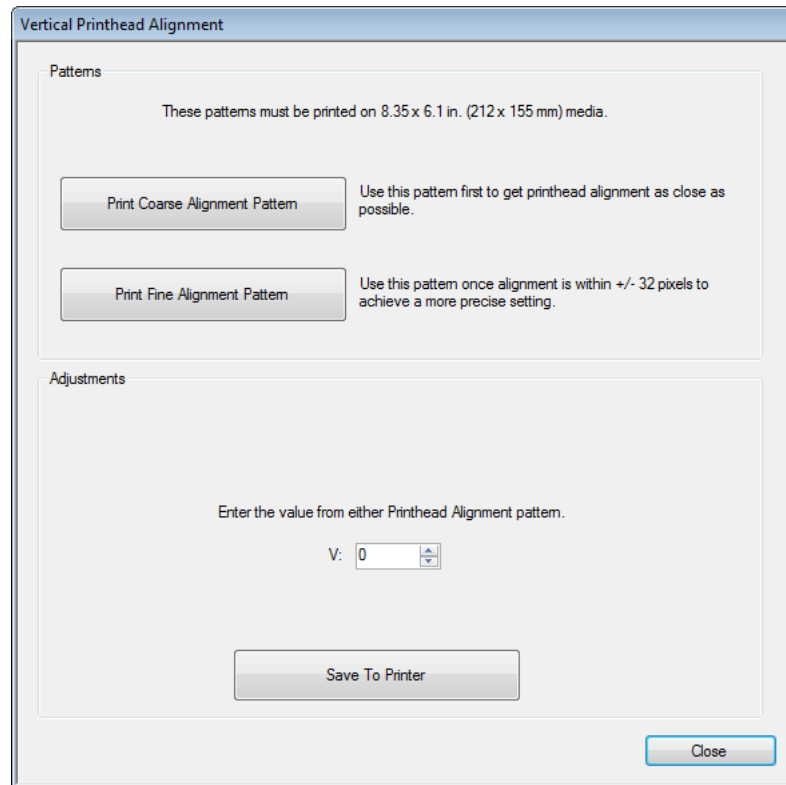 Vertical Printhead Alignment
Patterns
These patterns must be printed on 8.35 x 6.1 in. (212 x 155 mm) media.
Print Coarse Alignment Pattern
Use this pattern first to get printhead alignment as close as
possible.
Print Fine Alignment Pattern
Use this pattern once alignment is within +/- 32 pixels to
achieve a more precise setting.
Adjustments
Enter the value from either Printhead Alignment pattern.
V: 0
Save To Printer
Close